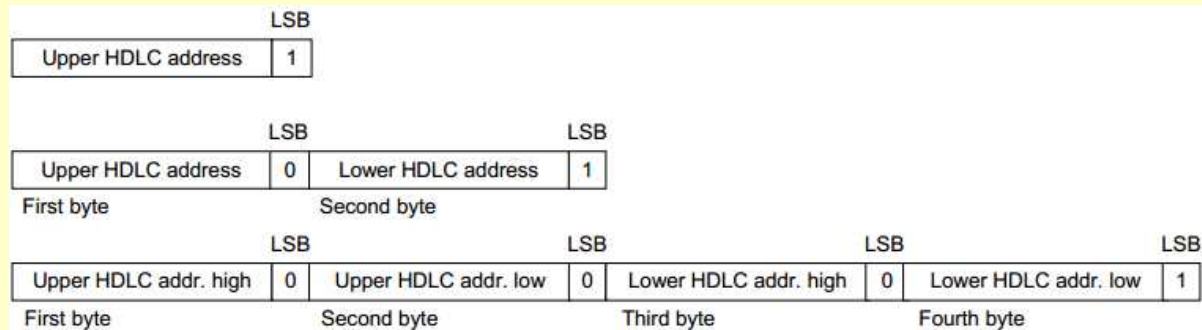 LSB
Upper HDLC address 1
LSB LSB
Upper HDLC address 0 Lower HDLC address 1
First byte Second byte
LSB LSB LSB LSB
Upper HDLC addr. high 0 Upper HDLC addr. low 0 Lower HDLC addr. high 0 Lower HDLC addr. low 1
First byte Second byte Third byte Fourth byte